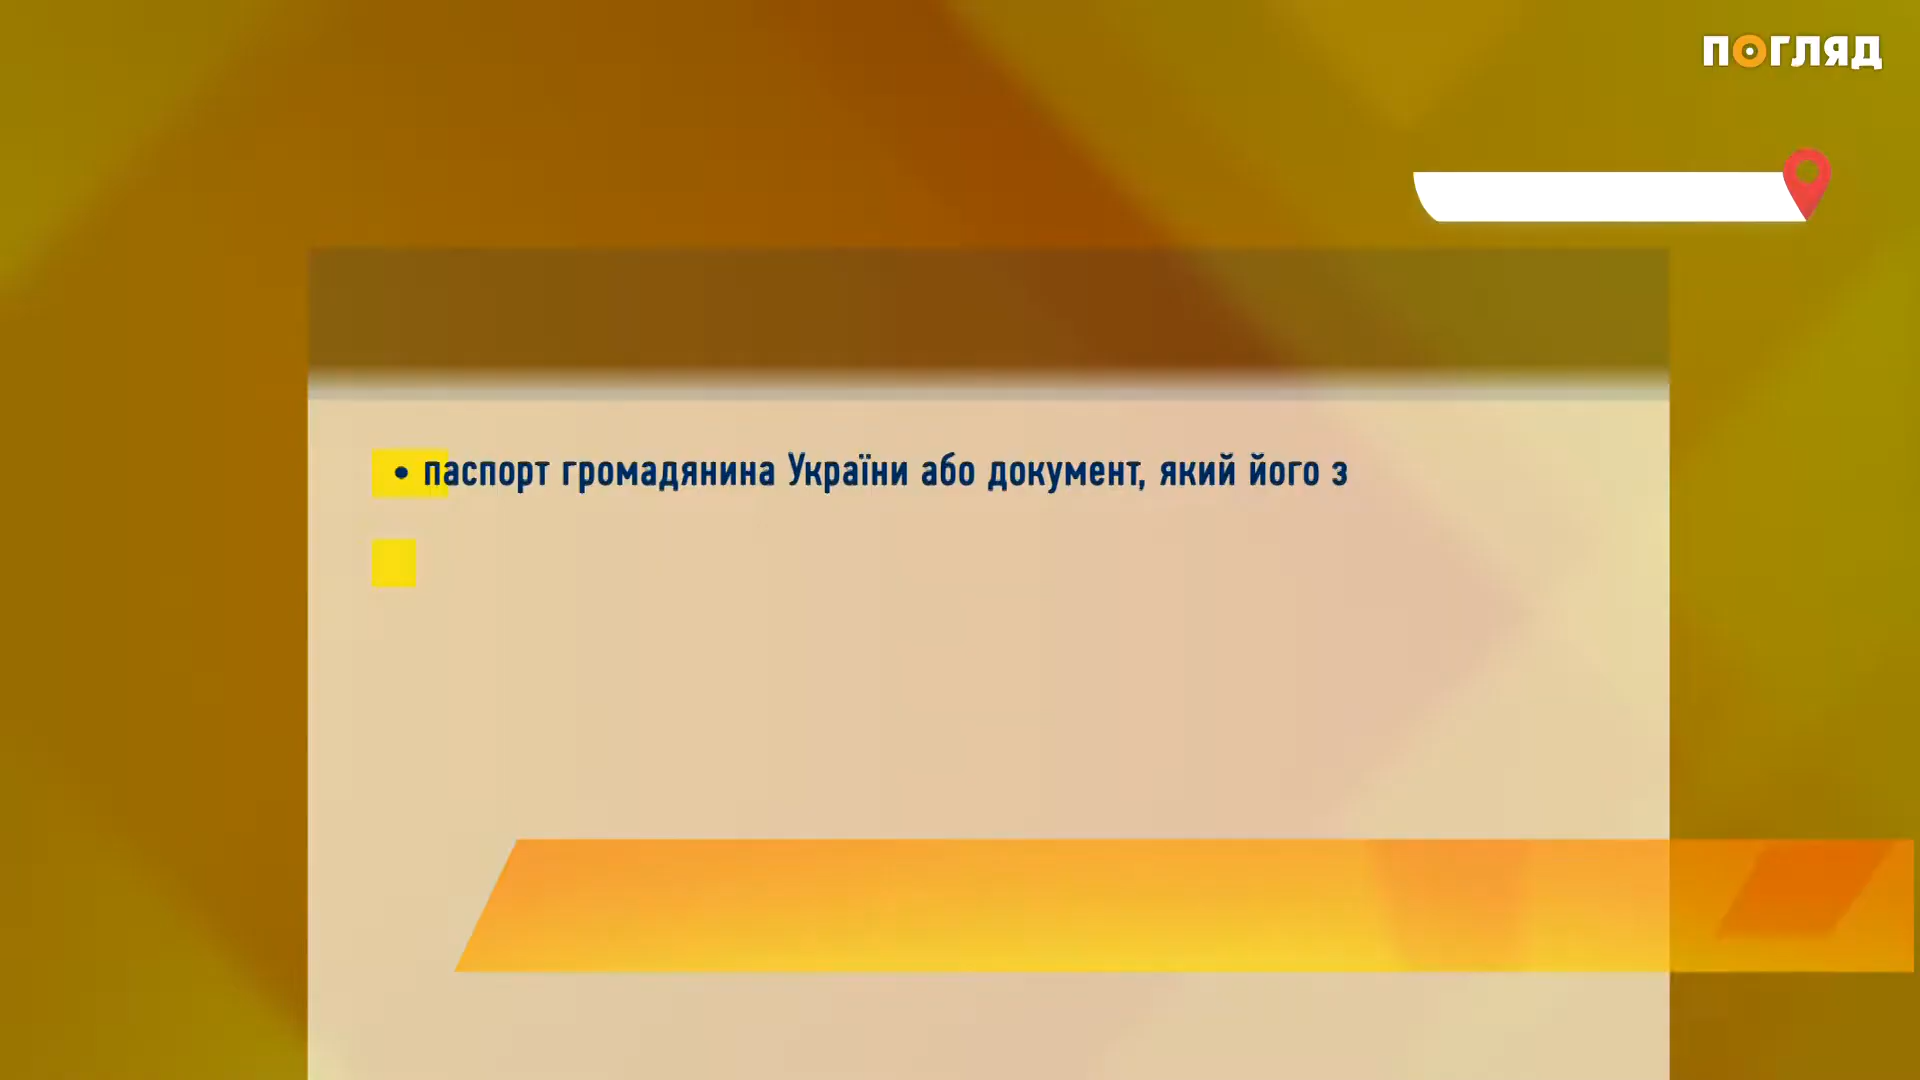 ПОГЛЯД
• паспорт громадянина України або документ, який його з